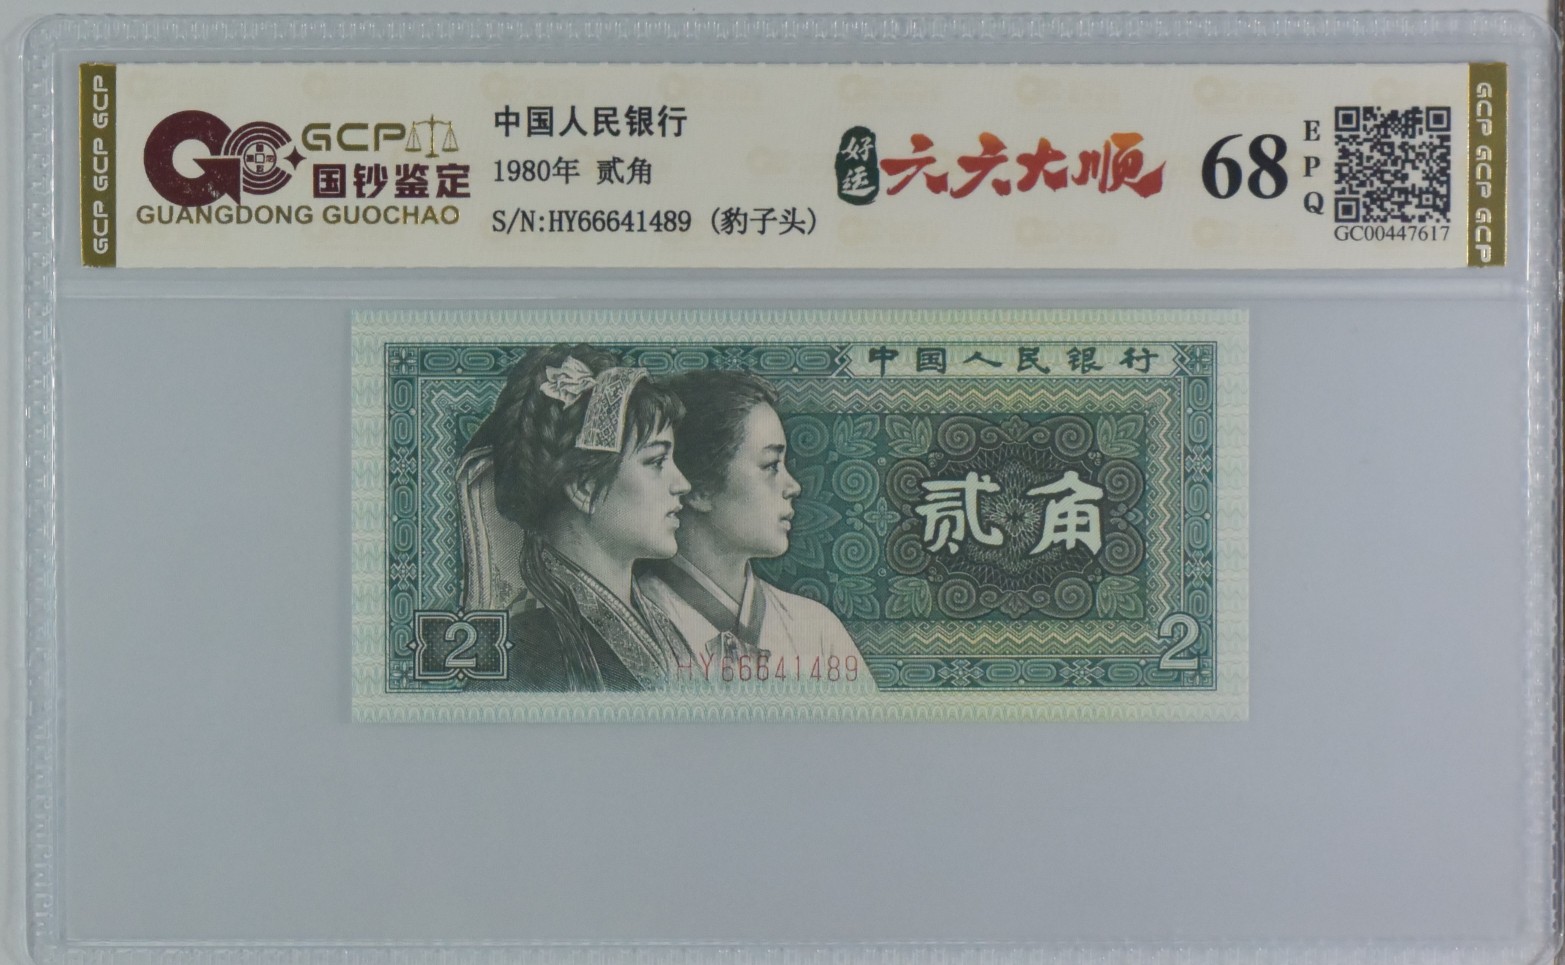 GCP GCP GCP
GCP
国钞鉴定
GUANGDONG GUOCHAO
中国人民银行
1980年 贰角
S/N:HY66641489 (豹子头)
好运
六六大顺
68
EPQ
GC00447617
GCP GCP GCP
中国人民银行
贰角
2
2
HY66641489